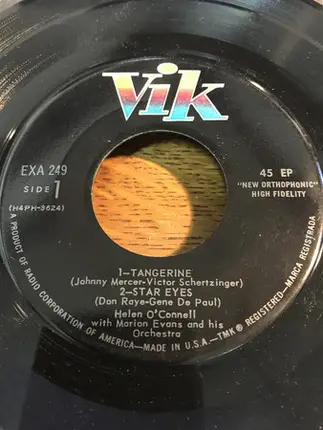 Vik
EXA 249
SIDE 1
(H4PH-3624)
45 EP
"NEW ORTHOPHONIC"
HIGH FIDELITY
1—TANGERINE
(Johnny Mercer-Victor Schertzinger)
2—STAR EYES
(Don Raye-Gene De Paul)
Helen O'Connell
with Marion Evans and his
Orchestra
A PRODUCT OF RADIO CORPORATION OF AMERICA—MADE IN U.S.A.—TMK ® REGISTERED—MARCA REGISTRADA